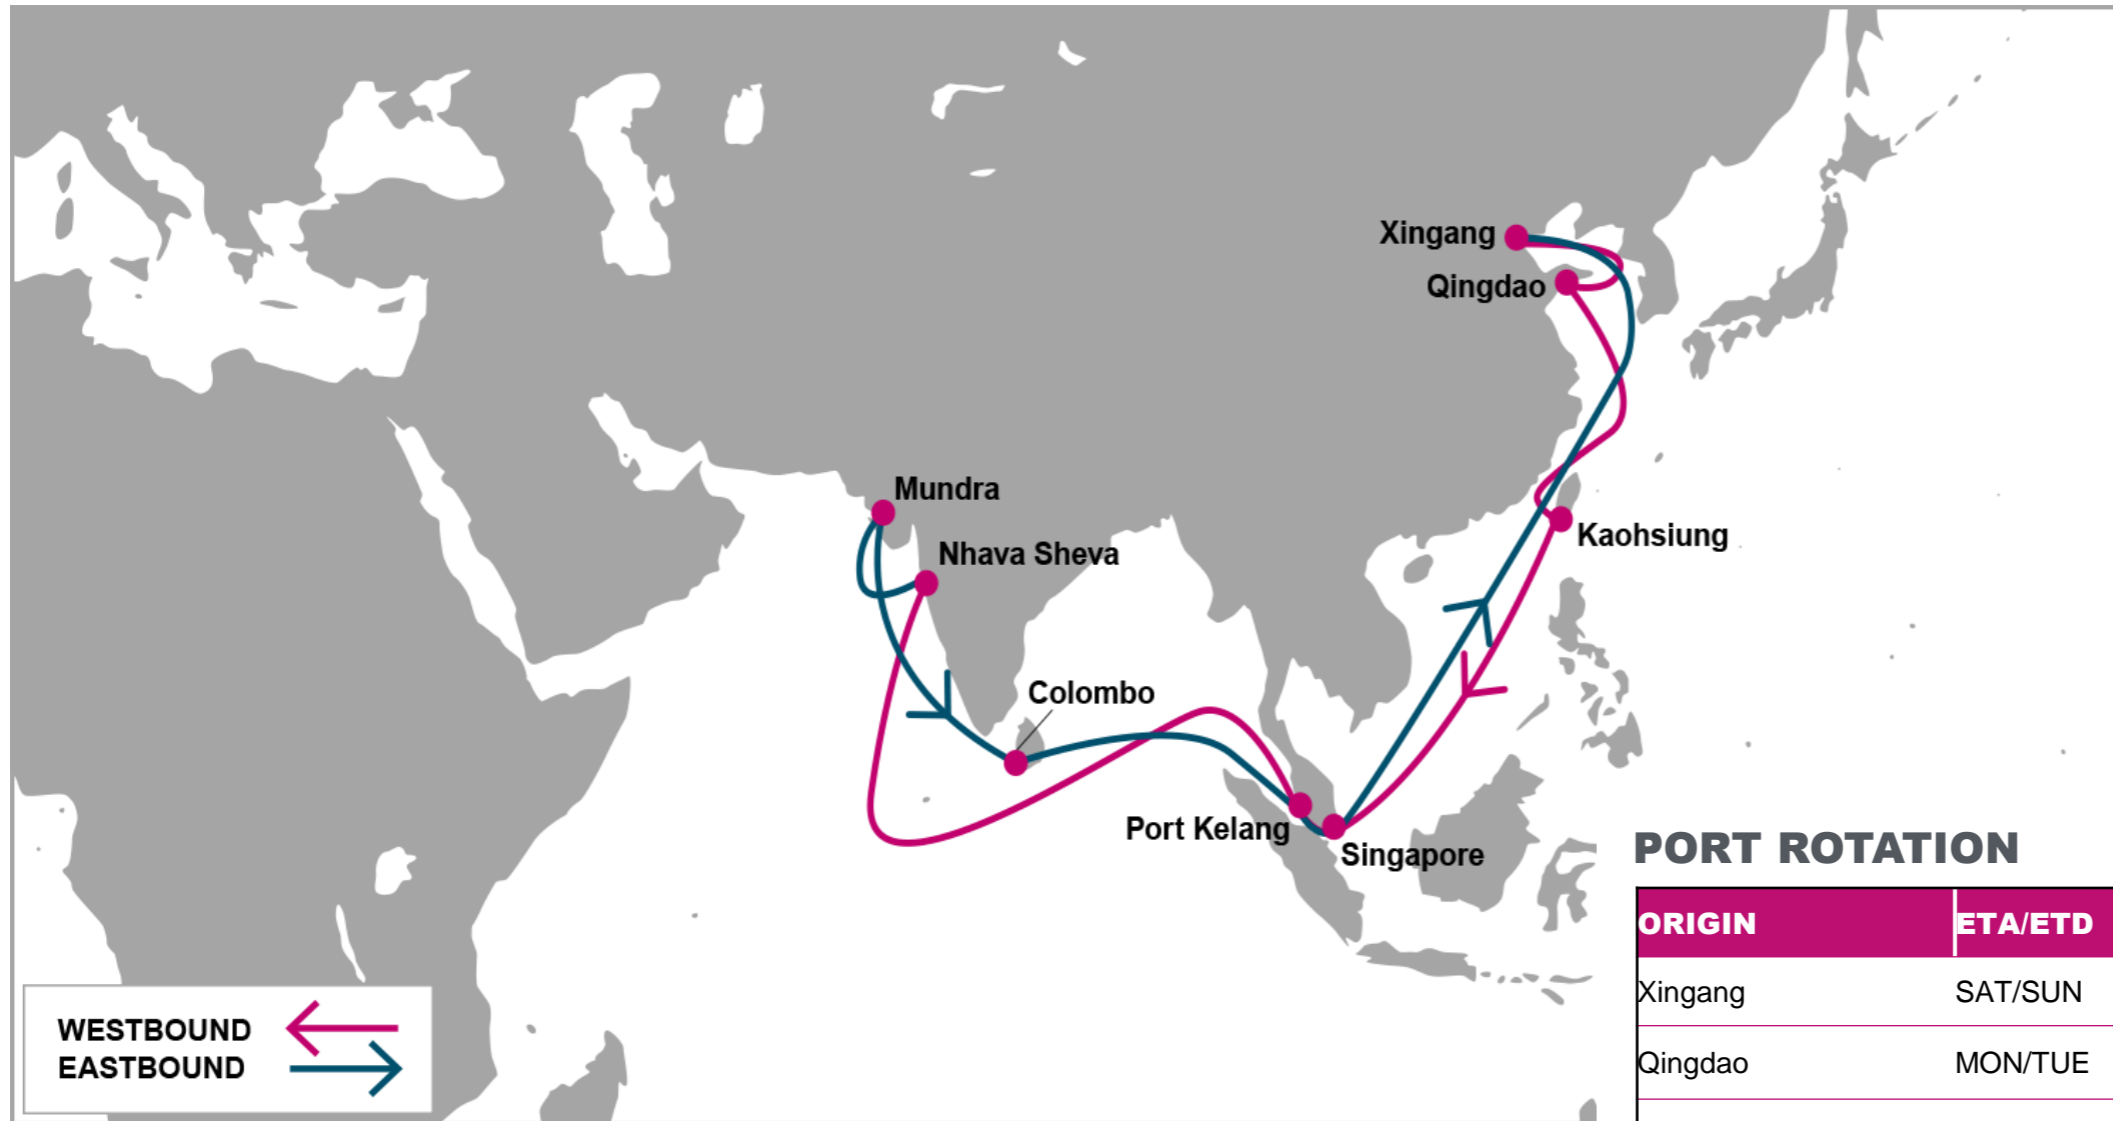 Xingang
Qingdao
Mundra
Nhava Sheva
Kaohsiung
Colombo
Port Kelang
Singapore
WESTBOUND
EASTBOUND
PORT ROTATION
ORIGIN ETA/ETD
Xingang SAT/SUN
Qingdao MON/TUE